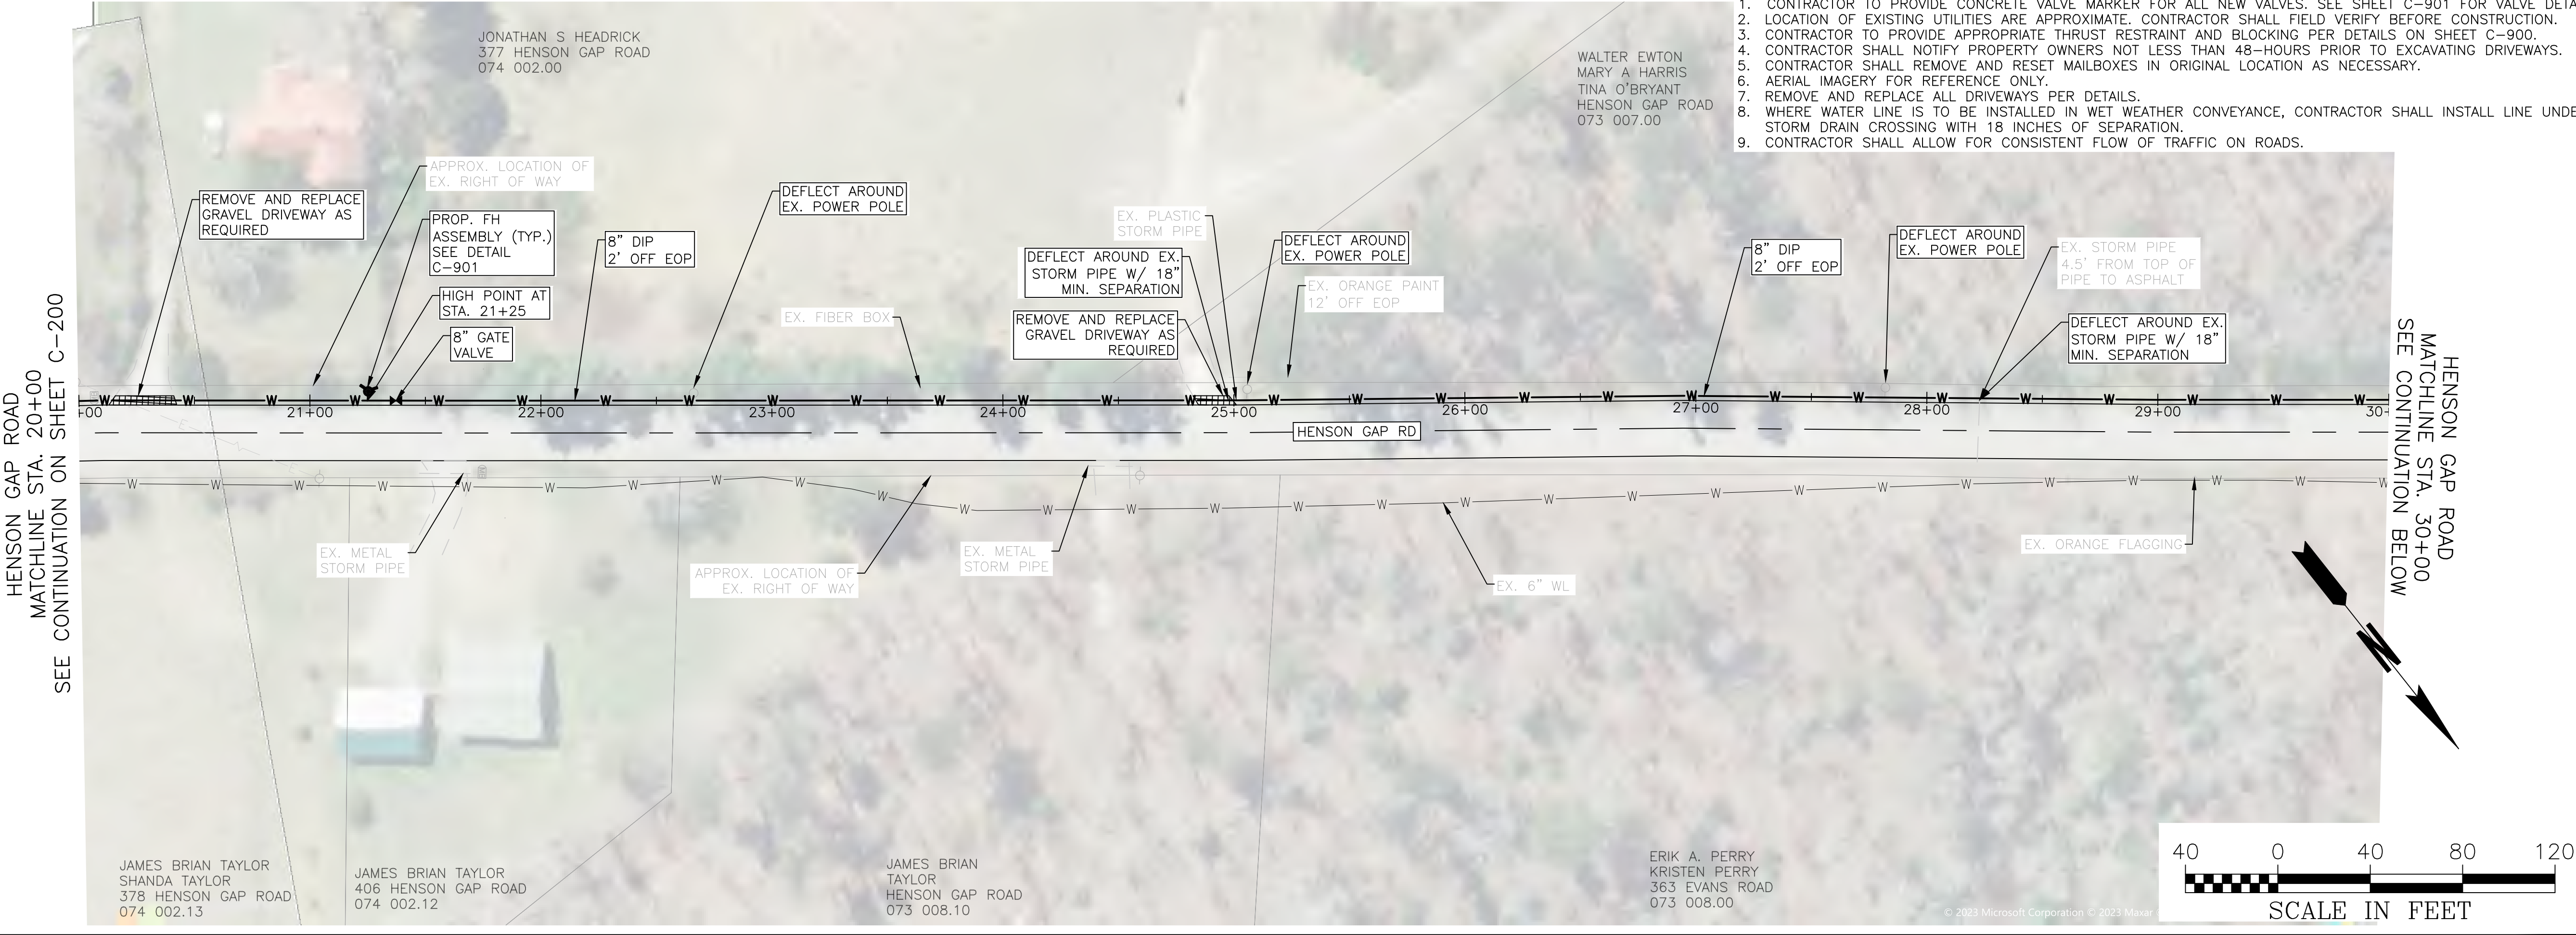 1. CONTRACTOR TO PROVIDE CONCRETE VALVE MARKER FOR ALL NEW VALVES. SEE SHEET C-901 FOR VALVE
2. LOCATION OF EXISTING UTILITIES ARE APPROXIMATE. CONTRACTOR SHALL FIELD VERIFY BEFORE CONSTRUCTION.
3. CONTRACTOR TO PROVIDE APPROPRIATE THRUST RESTRAINT AND BLOCKING PER DETAILS ON SHEET C-900.
4. CONTRACTOR SHALL NOTIFY PROPERTY OWNERS NOT LESS THAN 48-HOURS PRIOR TO EXCAVATING DRIVEWAYS.
5. CONTRACTOR SHALL REMOVE AND RESET MAILBOXES IN ORIGINAL LOCATION AS NECESSARY.
6. AERIAL IMAGERY FOR REFERENCE ONLY.
7. REMOVE AND REPLACE ALL DRIVEWAYS PER DETAILS.
8. WHERE WATER LINE IS TO BE INSTALLED IN WET WEATHER CONVEYANCE, CONTRACTOR SHALL INSTALL LINE
STORM DRAIN CROSSING WITH 18 INCHES OF SEPARATION.
9. CONTRACTOR SHALL ALLOW FOR CONSISTENT FLOW OF TRAFFIC ON ROADS.
JONATHAN S HEADRICK
377 HENSON GAP ROAD
074 002.00
WALTER EWTON
MARY A HARRIS
TINA O'BRYANT
HENSON GAP ROAD
073 007.00
APPROX. LOCATION OF
EX. RIGHT OF WAY
REMOVE AND REPLACE
GRAVEL DRIVEWAY AS
REQUIRED
PROP. FH
ASSEMBLY (TYP.)
SEE DETAIL
C-901
HIGH POINT AT
STA. 21+25
8" GATE
VALVE
8" DIP
2' OFF EOP
DEFLECT AROUND
EX. POWER POLE
EX. FIBER BOX
EX. PLASTIC
STORM PIPE
DEFLECT AROUND EX.
STORM PIPE W/ 18"
MIN. SEPARATION
REMOVE AND REPLACE
GRAVEL DRIVEWAY AS
REQUIRED
DEFLECT AROUND
EX. POWER POLE
EX. ORANGE PAINT
12' OFF EOP
8" DIP
2' OFF EOP
DEFLECT AROUND
EX. POWER POLE
EX. STORM PIPE
4.5' FROM TOP OF
PIPE TO ASPHALT
DEFLECT AROUND EX.
STORM PIPE W/ 18"
MIN. SEPARATION
HENSON GAP ROAD
MATCHLINE STA. 20+00
SEE CONTINUATION ON SHEET C-200
HENSON GAP ROAD
MATCHLINE STA. 30+00
SEE CONTINUATION BELOW
W W W W W W W W W W W W W W W W W W W W W W W W W W W W
+00 21+00 22+00 23+00 24+00 25+00 26+00 27+00 28+00 29+00 30+
HENSON GAP RD
W W W W W W W W W W W W W W W W W W W W W W W W W W W W
EX. METAL
STORM PIPE
APPROX. LOCATION OF
EX. RIGHT OF WAY
EX. METAL
STORM PIPE
EX. 6" WL
EX. ORANGE FLAGGING
N
JAMES BRIAN TAYLOR
SHANDA TAYLOR
378 HENSON GAP ROAD
074 002.13
JAMES BRIAN TAYLOR
406 HENSON GAP ROAD
074 002.12
JAMES BRIAN
TAYLOR
HENSON GAP ROAD
073 008.10
ERIK A. PERRY
KRISTEN PERRY
363 EVANS ROAD
073 008.00
© 2023 Microsoft Corporation © 2023 Maxar
40 0 40 80 120
SCALE IN FEET